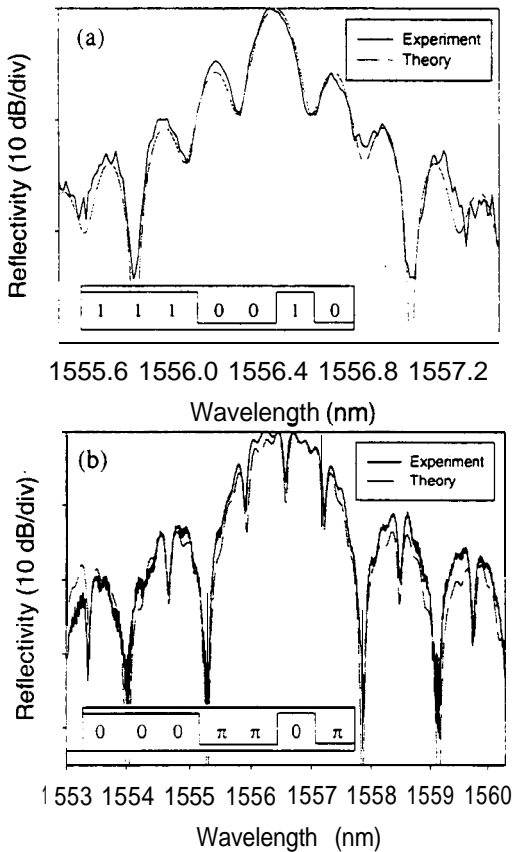 (a)
Experiment
Theory
Reflectivity (10 dB/div)
1 1 1 0 0 1 0
1555.6 1556.0 1556.4 1556.8 1557.2
Wavelength (nm)
(b)
Experiment
Theory
Reflectivity (10 dB/div)
0 0 0 π π 0 π
1553 1554 1555 1556 1557 1558 1559 1560
Wavelength (nm)